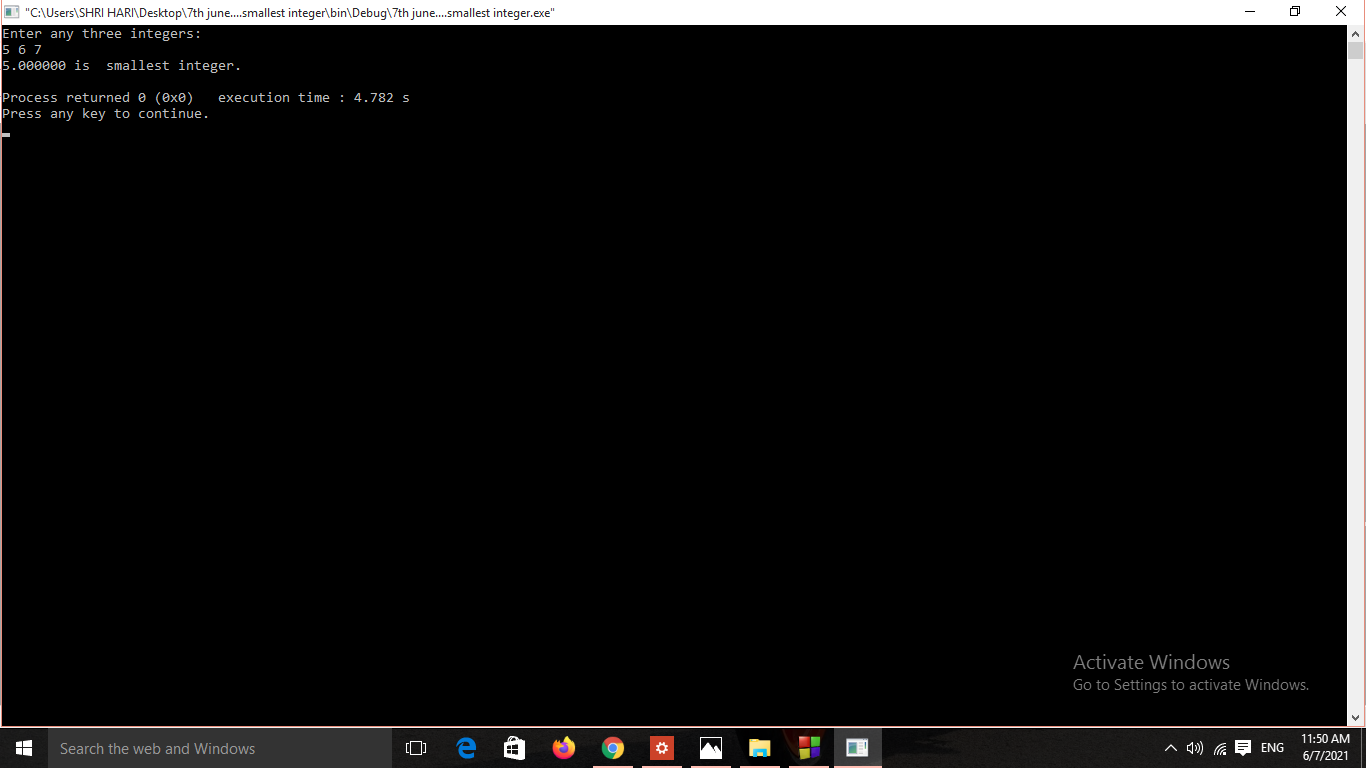 "C:\Users\SHRI HARI\Desktop\7th june....smallest integer\bin\Debug\7th june....smallest integer.exe"
Enter any three integers:
5 6 7
5.000000 is  smallest integer.
Process returned 0 (0x0)   execution time : 4.782 s
Press any key to continue.
Activate Windows
Go to Settings to activate Windows.
Search the web and Windows
ENG
11:50 AM
6/7/2021